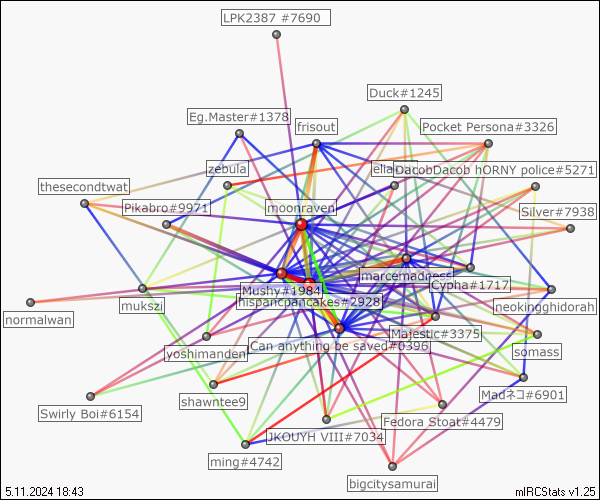 LPK2387 #7690
Duck#1245
Eg.Master#1378
frisout
Pocket Persona#3326
zebula
DacobDacob hORNY police#5271
thesecondtwat
Pikabro#9971
moonraven
Silver#7938
marcemadness
Mushy#1984
Cypha#1717
hispancpancakes#2928
normalwan
mukszi
neokingghidorah
Majestic#3375
Can anything be saved#0396
yoshimanden
somass
shawntee9
Madネコ#6901
Swirly Boi#6154
Fedora Stoat#4479
JKOUYH VIII#7034
ming#4742
bigcitysamurai
5.11.2024 18:43
mIRCStats v1.25